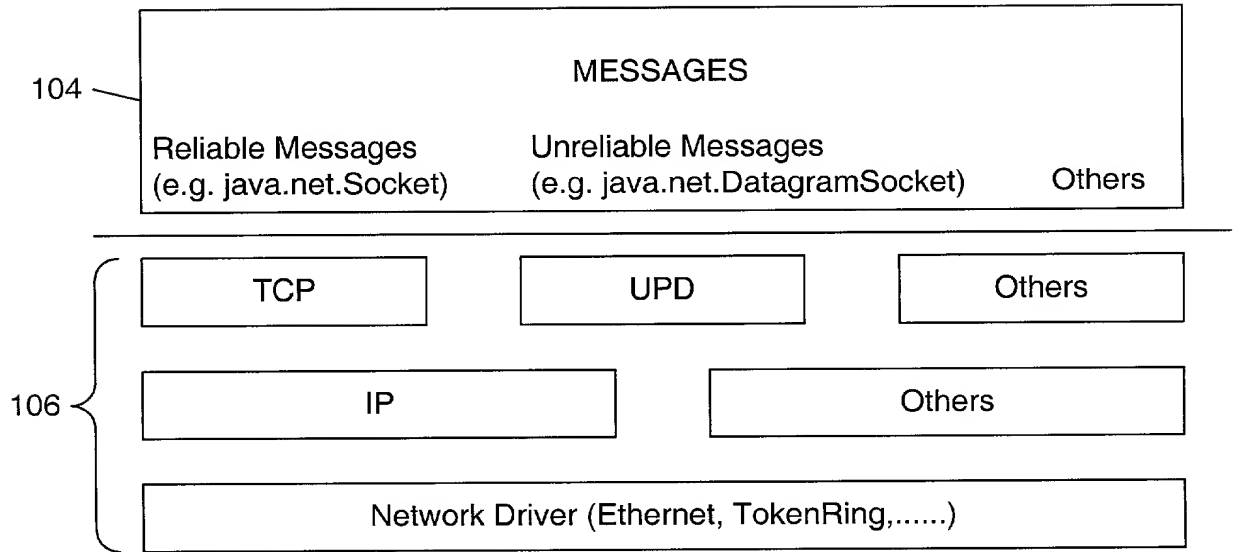 MESSAGES
104
Reliable Messages
(e.g. java.net.Socket)
Unreliable Messages
(e.g. java.net.DatagramSocket)
Others
106
TCP
UPD
Others
IP
Others
Network Driver (Ethernet, TokenRing,......)